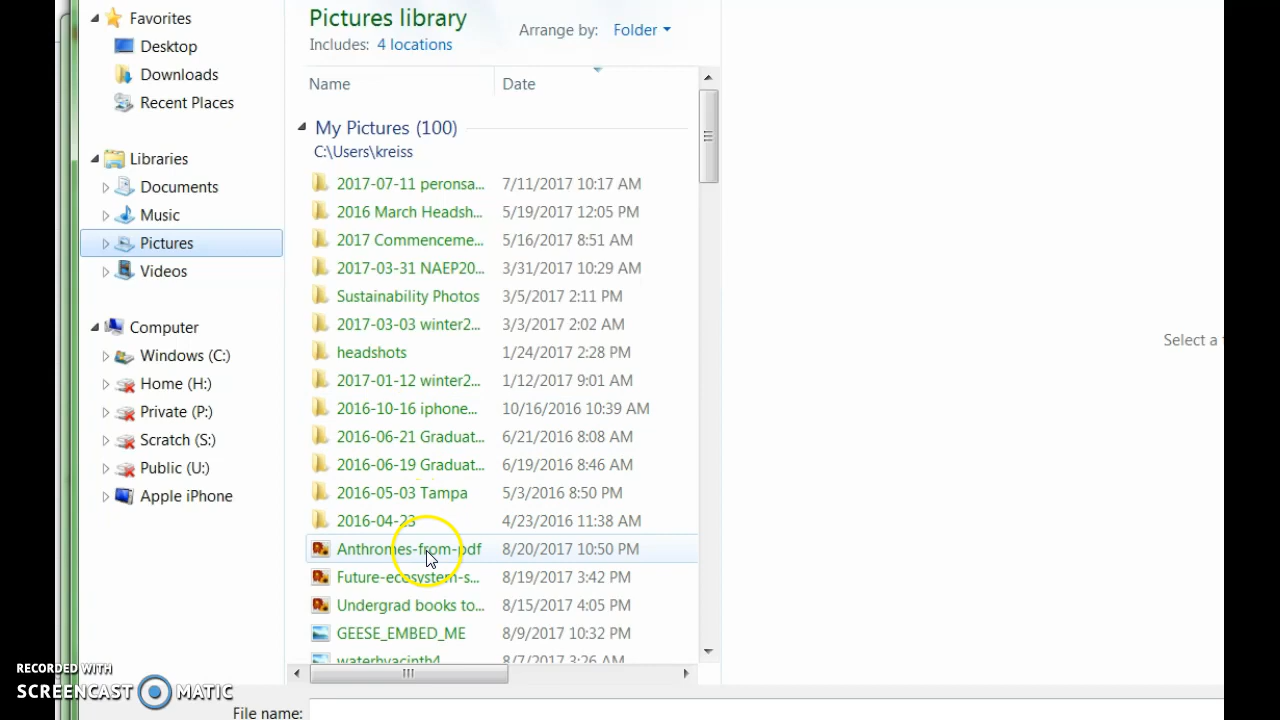 Favorites
Desktop
Downloads
Recent Places
Libraries
Documents
Music
Pictures
Videos
Computer
Windows (C:)
Home (H:)
Private (P:)
Scratch (S:)
Public (U:)
Apple iPhone
Pictures library
Includes: 4 locations
Arrange by: Folder
Name Date
My Pictures (100)
C:\Users\kreiss
2017-07-11 peronsa... 7/11/2017 10:17 AM
2016 March Headsh... 5/19/2017 12:05 PM
2017 Commenceme... 5/16/2017 8:51 AM
2017-03-31 NAEP20... 3/31/2017 10:29 AM
Sustainability Photos 3/5/2017 2:11 PM
2017-03-03 winter2... 3/3/2017 2:02 AM
headshots 1/24/2017 2:28 PM
2017-01-12 winter2... 1/12/2017 9:01 AM
2016-10-16 iphone... 10/16/2016 10:39 AM
2016-06-21 Graduat... 6/21/2016 8:08 AM
2016-06-19 Graduat... 6/19/2016 8:46 AM
2016-05-03 Tampa 5/3/2016 8:50 PM
2016-04-23 4/23/2016 11:38 AM
Anthromes-from-pdf 8/20/2017 10:50 PM
Future-ecosystem-s... 8/19/2017 3:42 PM
Undergrad books to... 8/15/2017 4:05 PM
GEESE_EMBED_ME 8/9/2017 10:32 PM
waterhyacinth4 8/7/2017 3:26 AM
Select a
File name:
RECORDED WITH
SCREENCAST MATIC